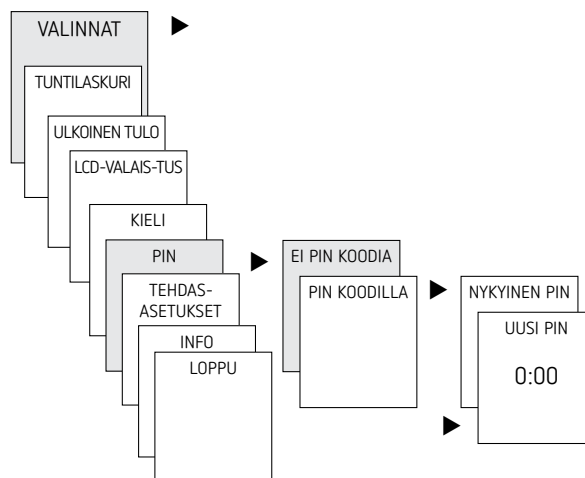 VALINNAT
TUNTILASKURI
ULKOINEN TULO
LCD-VALAIS-TUS
KIELI
PIN
TEHDAS-
ASETUKSET
INFO
LOPPU
EI PIN KOODIA
PIN KOODILLA
NYKYINEN PIN
UUSI PIN
0:00